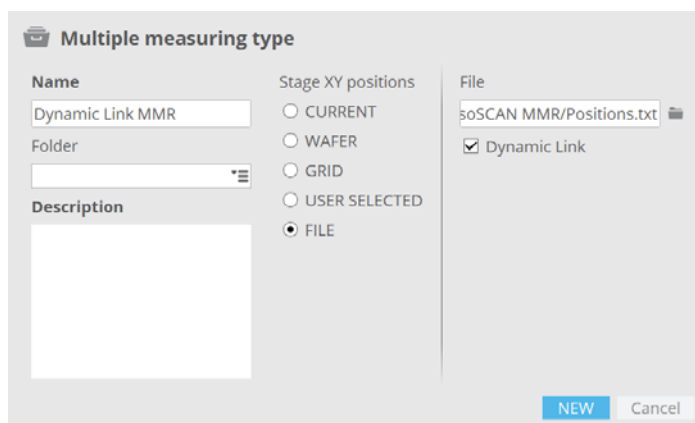 Multiple measuring type
Name
Dynamic Link MMR
Folder
Description
Stage XY positions
CURRENT
WAFER
GRID
USER SELECTED
FILE
File
soSCAN MMR/Positions.txt
Dynamic Link
NEW
Cancel